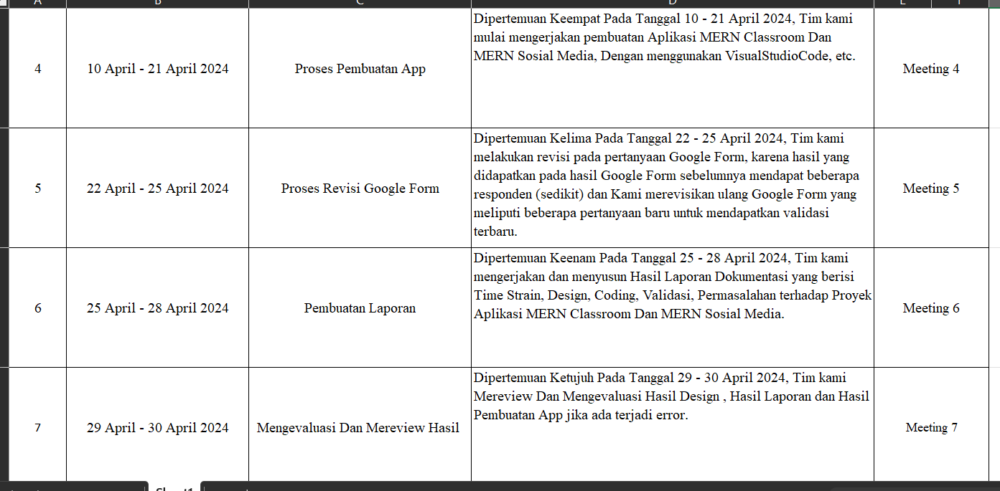 4
10 April - 21 April 2024
Proses Pembuatan App
Dipertemuan Keempat Pada Tanggal 10 - 21 April 2024, Tim kami
mulai mengerjakan pembuatan Aplikasi MERN Classroom Dan
MERN Sosial Media, Dengan menggunakan VisualStudioCode, etc.
Meeting 4
5
22 April - 25 April 2024
Proses Revisi Google Form
Dipertemuan Kelima Pada Tanggal 22 - 25 April 2024, Tim kami
melakukan revisi pada pertanyaan Google Form, karena hasil yang
didapatkan pada hasil Google Form sebelumnya mendapat beberapa
responden (sedikit) dan Kami merevisikan ulang Google Form yang
meliputi beberapa pertanyaan baru untuk mendapatkan validasi
terbaru.
Meeting 5
6
25 April - 28 April 2024
Pembuatan Laporan
Dipertemuan Keenam Pada Tanggal 25 - 28 April 2024, Tim kami
mengerjakan dan menyusun Hasil Laporan Dokumentasi yang berisi
Time Strain, Design, Coding, Validasi, Permasalahan terhadap Proyek
Aplikasi MERN Classroom Dan MERN Sosial Media.
Meeting 6
7
29 April - 30 April 2024
Mengevaluasi Dan Mereview Hasil
Dipertemuan Ketujuh Pada Tanggal 29 - 30 April 2024, Tim kami
Mereview Dan Mengevaluasi Hasil Design , Hasil Laporan dan Hasil
Pembuatan App jika ada terjadi error.
Meeting 7